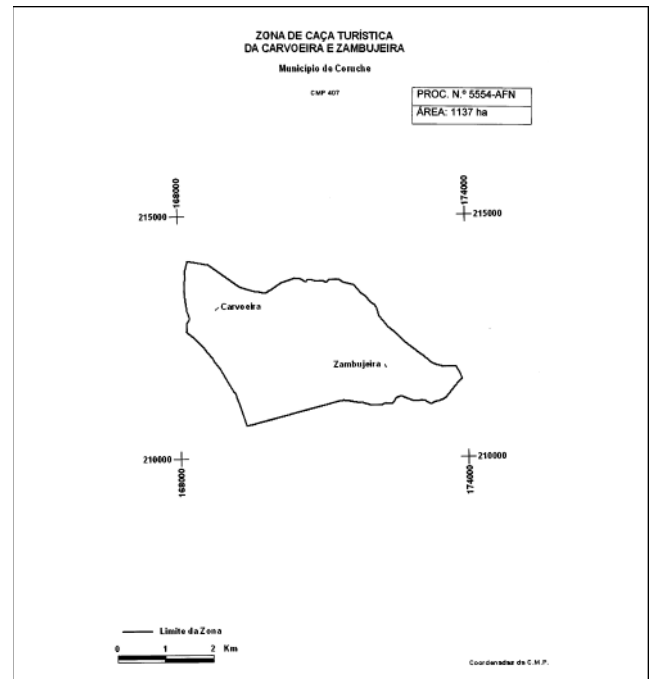 ZONA DE CAÇA TURÍSTICA
DA CARVOEIRA E ZAMBUJEIRA
Município de Coruche
CMP 407
PROC. N.º 5554-AFN
ÁREA: 1137 ha
168000
174000
215000
215000
Carvoeira
Zambujeira
210000
210000
168000
174000
Limite da Zona
0 1 2 Km
Coordenadas da C.M.P.